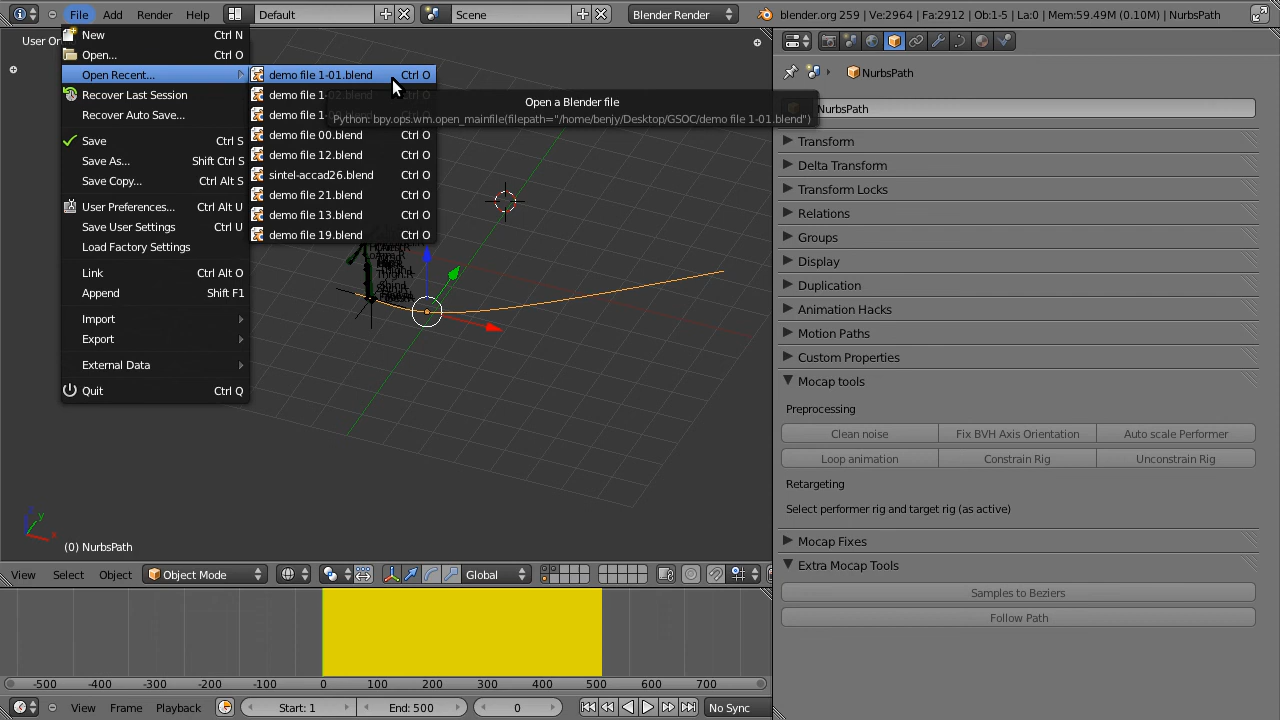 File Add Render Help Default Scene Blender Render blender.org 259 | Ve:2964 | Fa:2912 | Ob:1-5 | La:0 | Mem:59.49M (0.10M) | NurbsPath
User Or
New Ctrl N
Open... Ctrl O
Open Recent...
Recover Last Session
Recover Auto Save...
Save Ctrl S
Save As... Shift Ctrl S
Save Copy... Ctrl Alt S
User Preferences... Ctrl Alt U
Save User Settings Ctrl U
Load Factory Settings
Link Ctrl Alt O
Append Shift F1
Import
Export
External Data
Quit Ctrl Q
demo file 1-01.blend Ctrl O
demo file 1-02.blend Ctrl O
demo file 1-
demo file 00.blend Ctrl O
demo file 12.blend Ctrl O
sintel-accad26.blend Ctrl O
demo file 21.blend Ctrl O
demo file 13.blend Ctrl O
demo file 19.blend Ctrl O
Open a Blender file
Python: bpy.ops.wm.open_mainfile(filepath="/home/benjy/Desktop/GSOC/demo file 1-01.blend")
Thigh.R
x
y
(0) NurbsPath
View Select Object Object Mode Global
-500 -400 -300 -200 -100 0 100 200 300 400 500 600 700
View Frame Playback Start: 1 End: 500 0 No Sync
NurbsPath
NurbsPath
Transform
Delta Transform
Transform Locks
Relations
Groups
Display
Duplication
Animation Hacks
Motion Paths
Custom Properties
Mocap tools
Preprocessing
Clean noise Fix BVH Axis Orientation Auto scale Performer
Loop animation Constrain Rig Unconstrain Rig
Retargeting
Select performer rig and target rig (as active)
Mocap Fixes
Extra Mocap Tools
Samples to Beziers
Follow Path